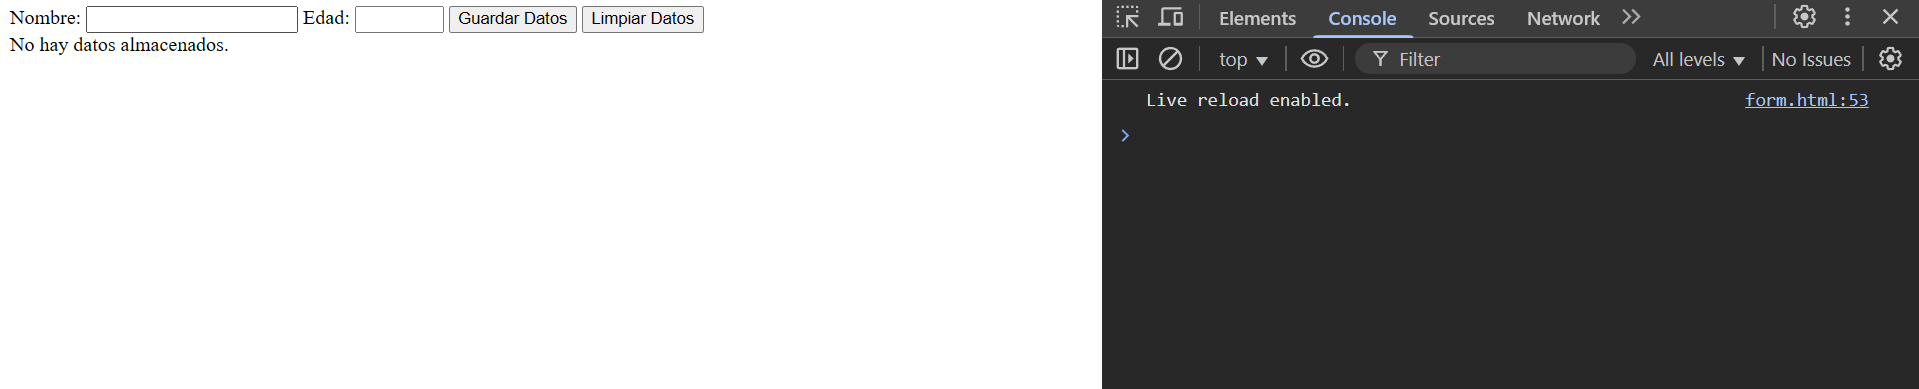 Nombre: Edad: Guardar Datos Limpiar Datos
No hay datos almacenados.
Elements Console Sources Network
top Filter All levels No Issues
Live reload enabled. form.html:53